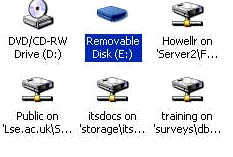 DVD/CD-RW
Drive (D:)
Removable
Disk (E:)
Howellr on
'Server2\F...
Public on
'Lse.ac.uk\S...
itsdocs on
'storage\its...
training on
'surveys\db...